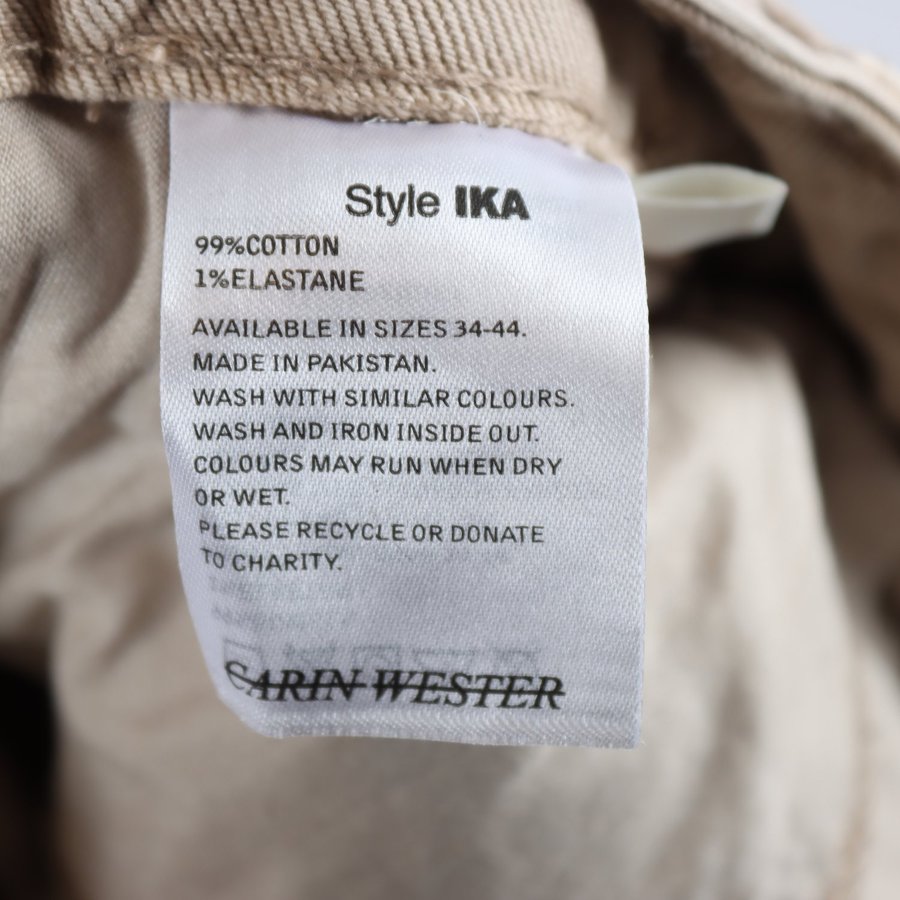 Style IKA
99%COTTON
1%ELASTANE
AVAILABLE IN SIZES 34-44.
MADE IN PAKISTAN.
WASH WITH SIMILAR COLOURS.
WASH AND IRON INSIDE OUT.
COLOURS MAY RUN WHEN DRY
OR WET.
PLEASE RECYCLE OR DONATE
TO CHARITY.
CARIN WESTER